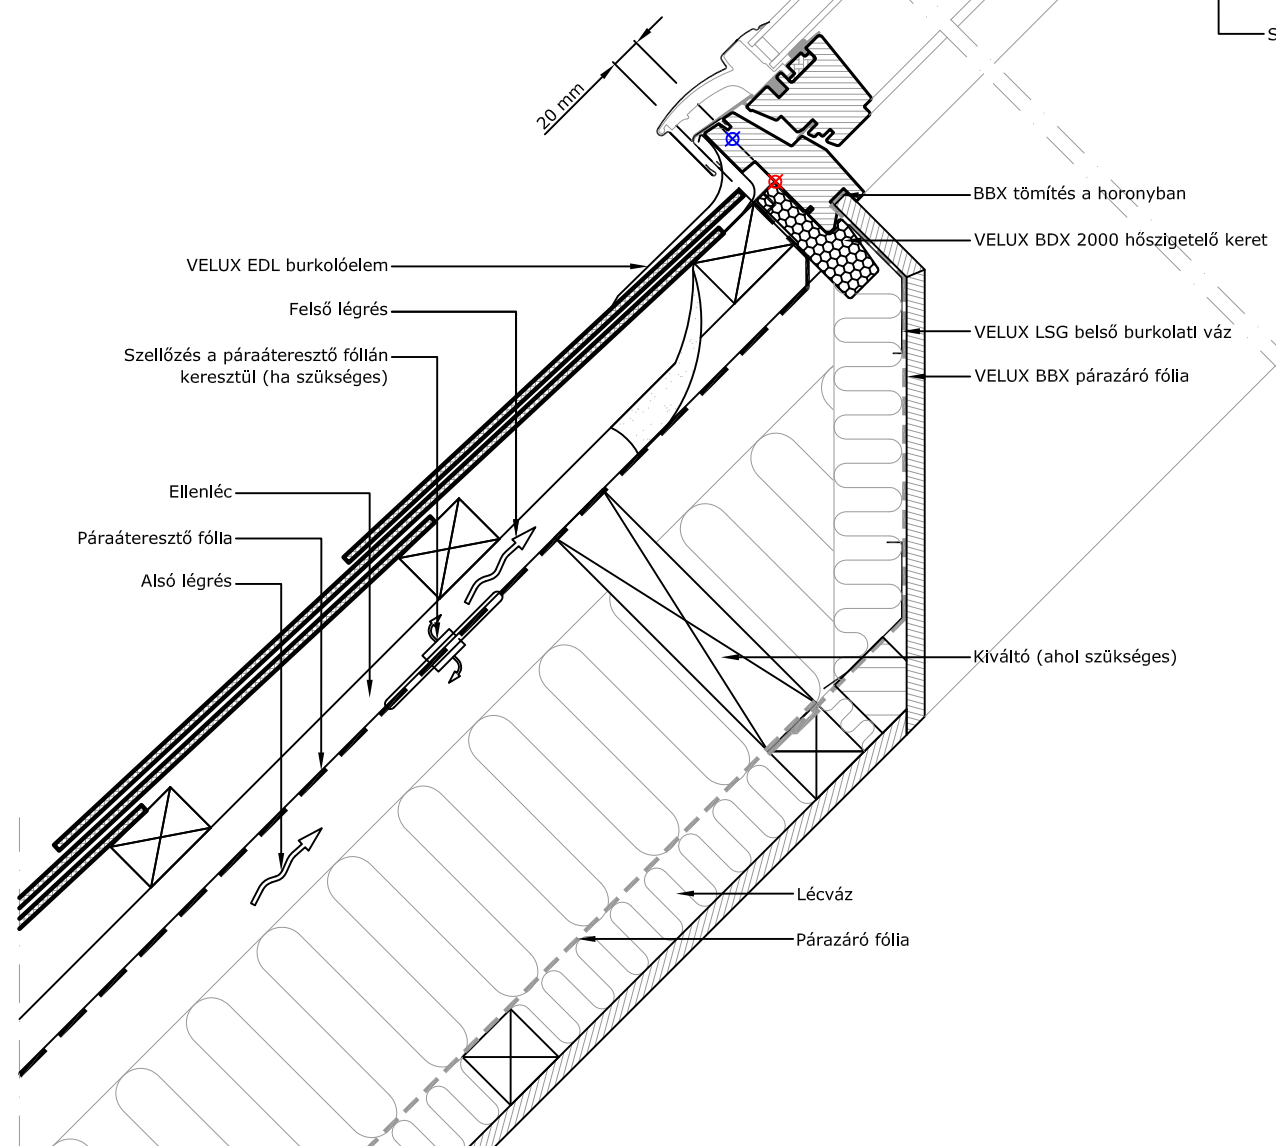 S
20 mm
BBX tömítés a horonyban
VELUX BDX 2000 hőszigetelő keret
VELUX EDL burkolóelem
Felső légrés
VELUX LSG belső burkolati váz
Szellőzés a páraáteresztő fólián
keresztül (ha szükséges)
VELUX BBX párazáró fólia
Ellenléc
Páraáteresztő fólia
Alsó légrés
Kiváltó (ahol szükséges)
Lécváz
Párazáró fólia